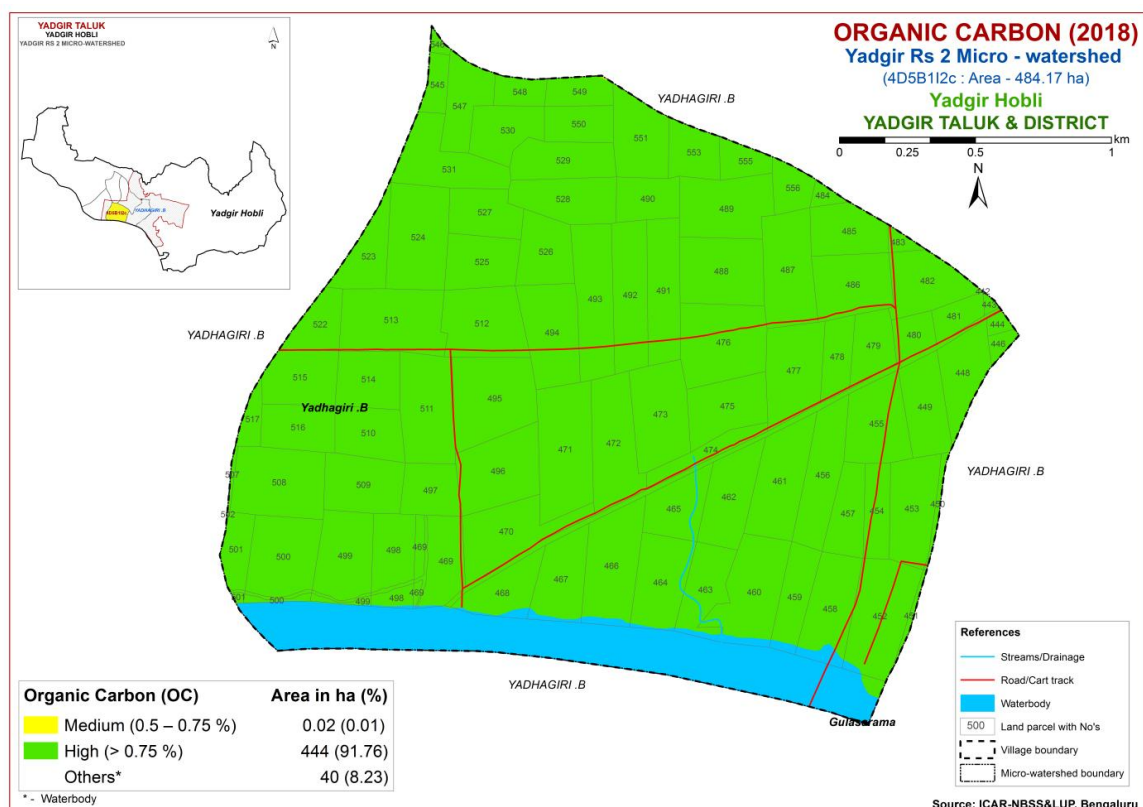 YADGIR TALUK
YADGIR HOBLI
YADGIR RS 2 MICRO-WATERSHED
N
YADHAGIRI .B
Yadgir Hobli
ORGANIC CARBON (2018)
Yadgir Rs 2 Micro - watershed
(4D5B1I2c : Area - 484.17 ha)
Yadgir Hobli
YADGIR TALUK & DISTRICT
km
0 0.25 0.5 1
N
YADHAGIRI .B
546
545
547 548 549
530 550 551 553 555
531 529 556 484
528 490 489
527 485 483
524 526
523 525 488 487 482
493 492 491 486 442
443
522 513 512 494 481 444
YADHAGIRI .B
476 480 446
478 479
515 514 477 448
495
517 Yadhagiri .B 511 473 475 449
516 510 455
471 472 474
507 508 509 496 461 456 YADHAGIRI .B
497 462
502 465 457 454 453 450
470
501 500 499 498 469 469
467 466 464 463 460 459
501 500 499 498 469 468 458 452 451
YADHAGIRI .B
Gulasarama
Organic Carbon (OC) Area in ha (%)
Medium (0.5 – 0.75 %) 0.02 (0.01)
High (> 0.75 %) 444 (91.76)
Others* 40 (8.23)
* - Waterbody
References
Streams/Drainage
Road/Cart track
Waterbody
500 Land parcel with No's
Village boundary
Micro-watershed boundary
Source: ICAR-NBSS&LUP, Bengaluru